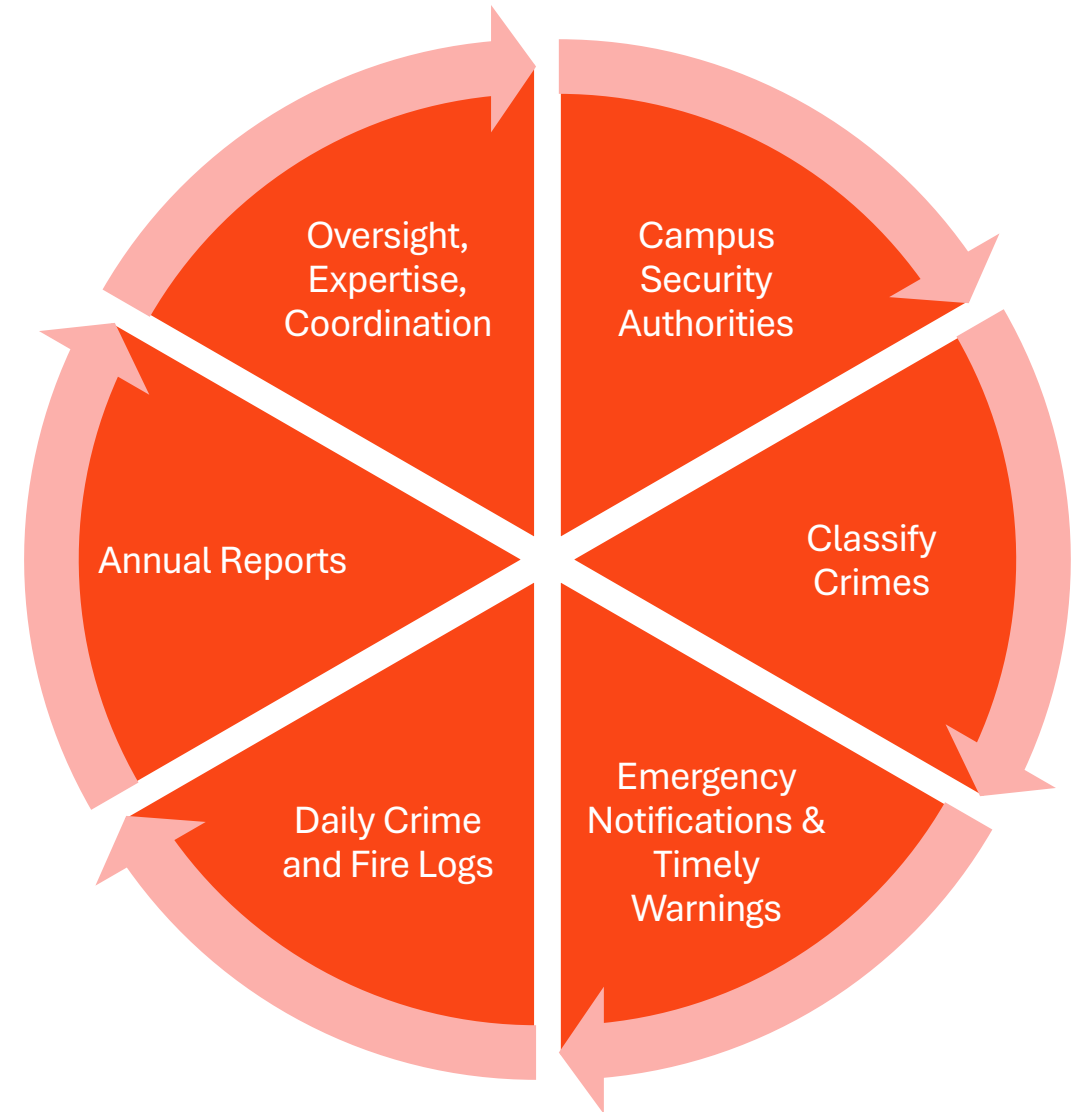 Oversight,
Expertise,
Coordination
Campus
Security
Authorities
Classify
Crimes
Emergency
Notifications &
Timely
Warnings
Daily Crime
and Fire Logs
Annual Reports